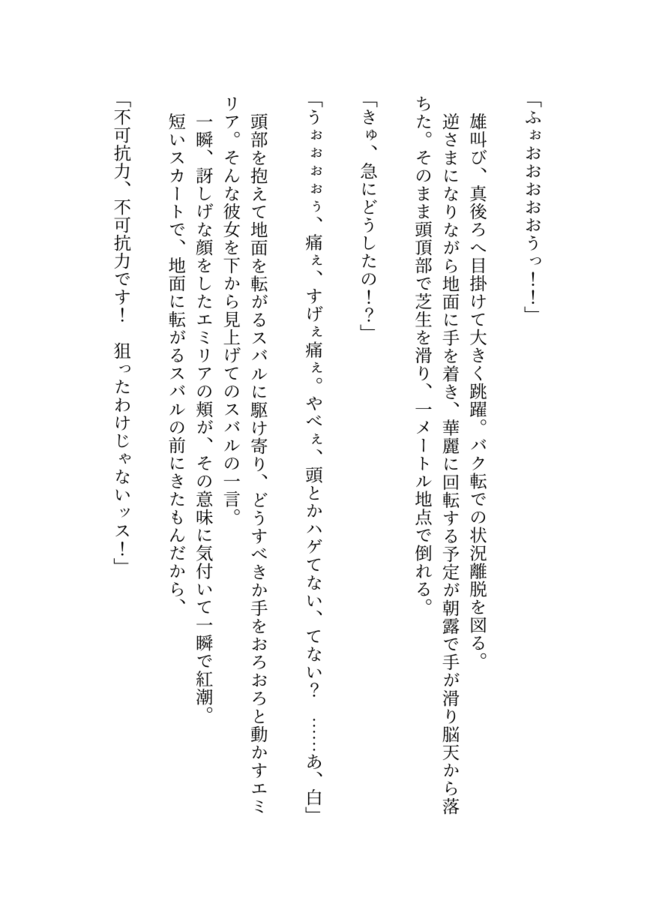 「ふぉおおおおおうっ！！」
　雄叫び、真後ろへ目掛けて大きく跳躍。バク転での状況離脱を図る。
　逆さまになりながら地面に手を着き、華麗に回転する予定が朝露で手が滑り脳天から落
ちた。そのまま頭頂部で芝生を滑り、一メートル地点で倒れる。
「きゅ、急にどうしたの！？」
「うぉぉぉぉぅ、痛ぇ、すげぇ痛ぇ。やべぇ、頭とかハゲてない、てない？　……あ、白」
　頭部を抱えて地面を転がるスバルに駆け寄り、どうすべきか手をおろおろと動かすエミ
リア。そんな彼女を下から見上げてのスバルの一言。
　一瞬、訝しげな顔をしたエミリアの頬が、その意味に気付いて一瞬で紅潮。
　短いスカートで、地面に転がるスバルの前にきたもんだから、
「不可抗力、不可抗力です！　狙ったわけじゃないッス！」